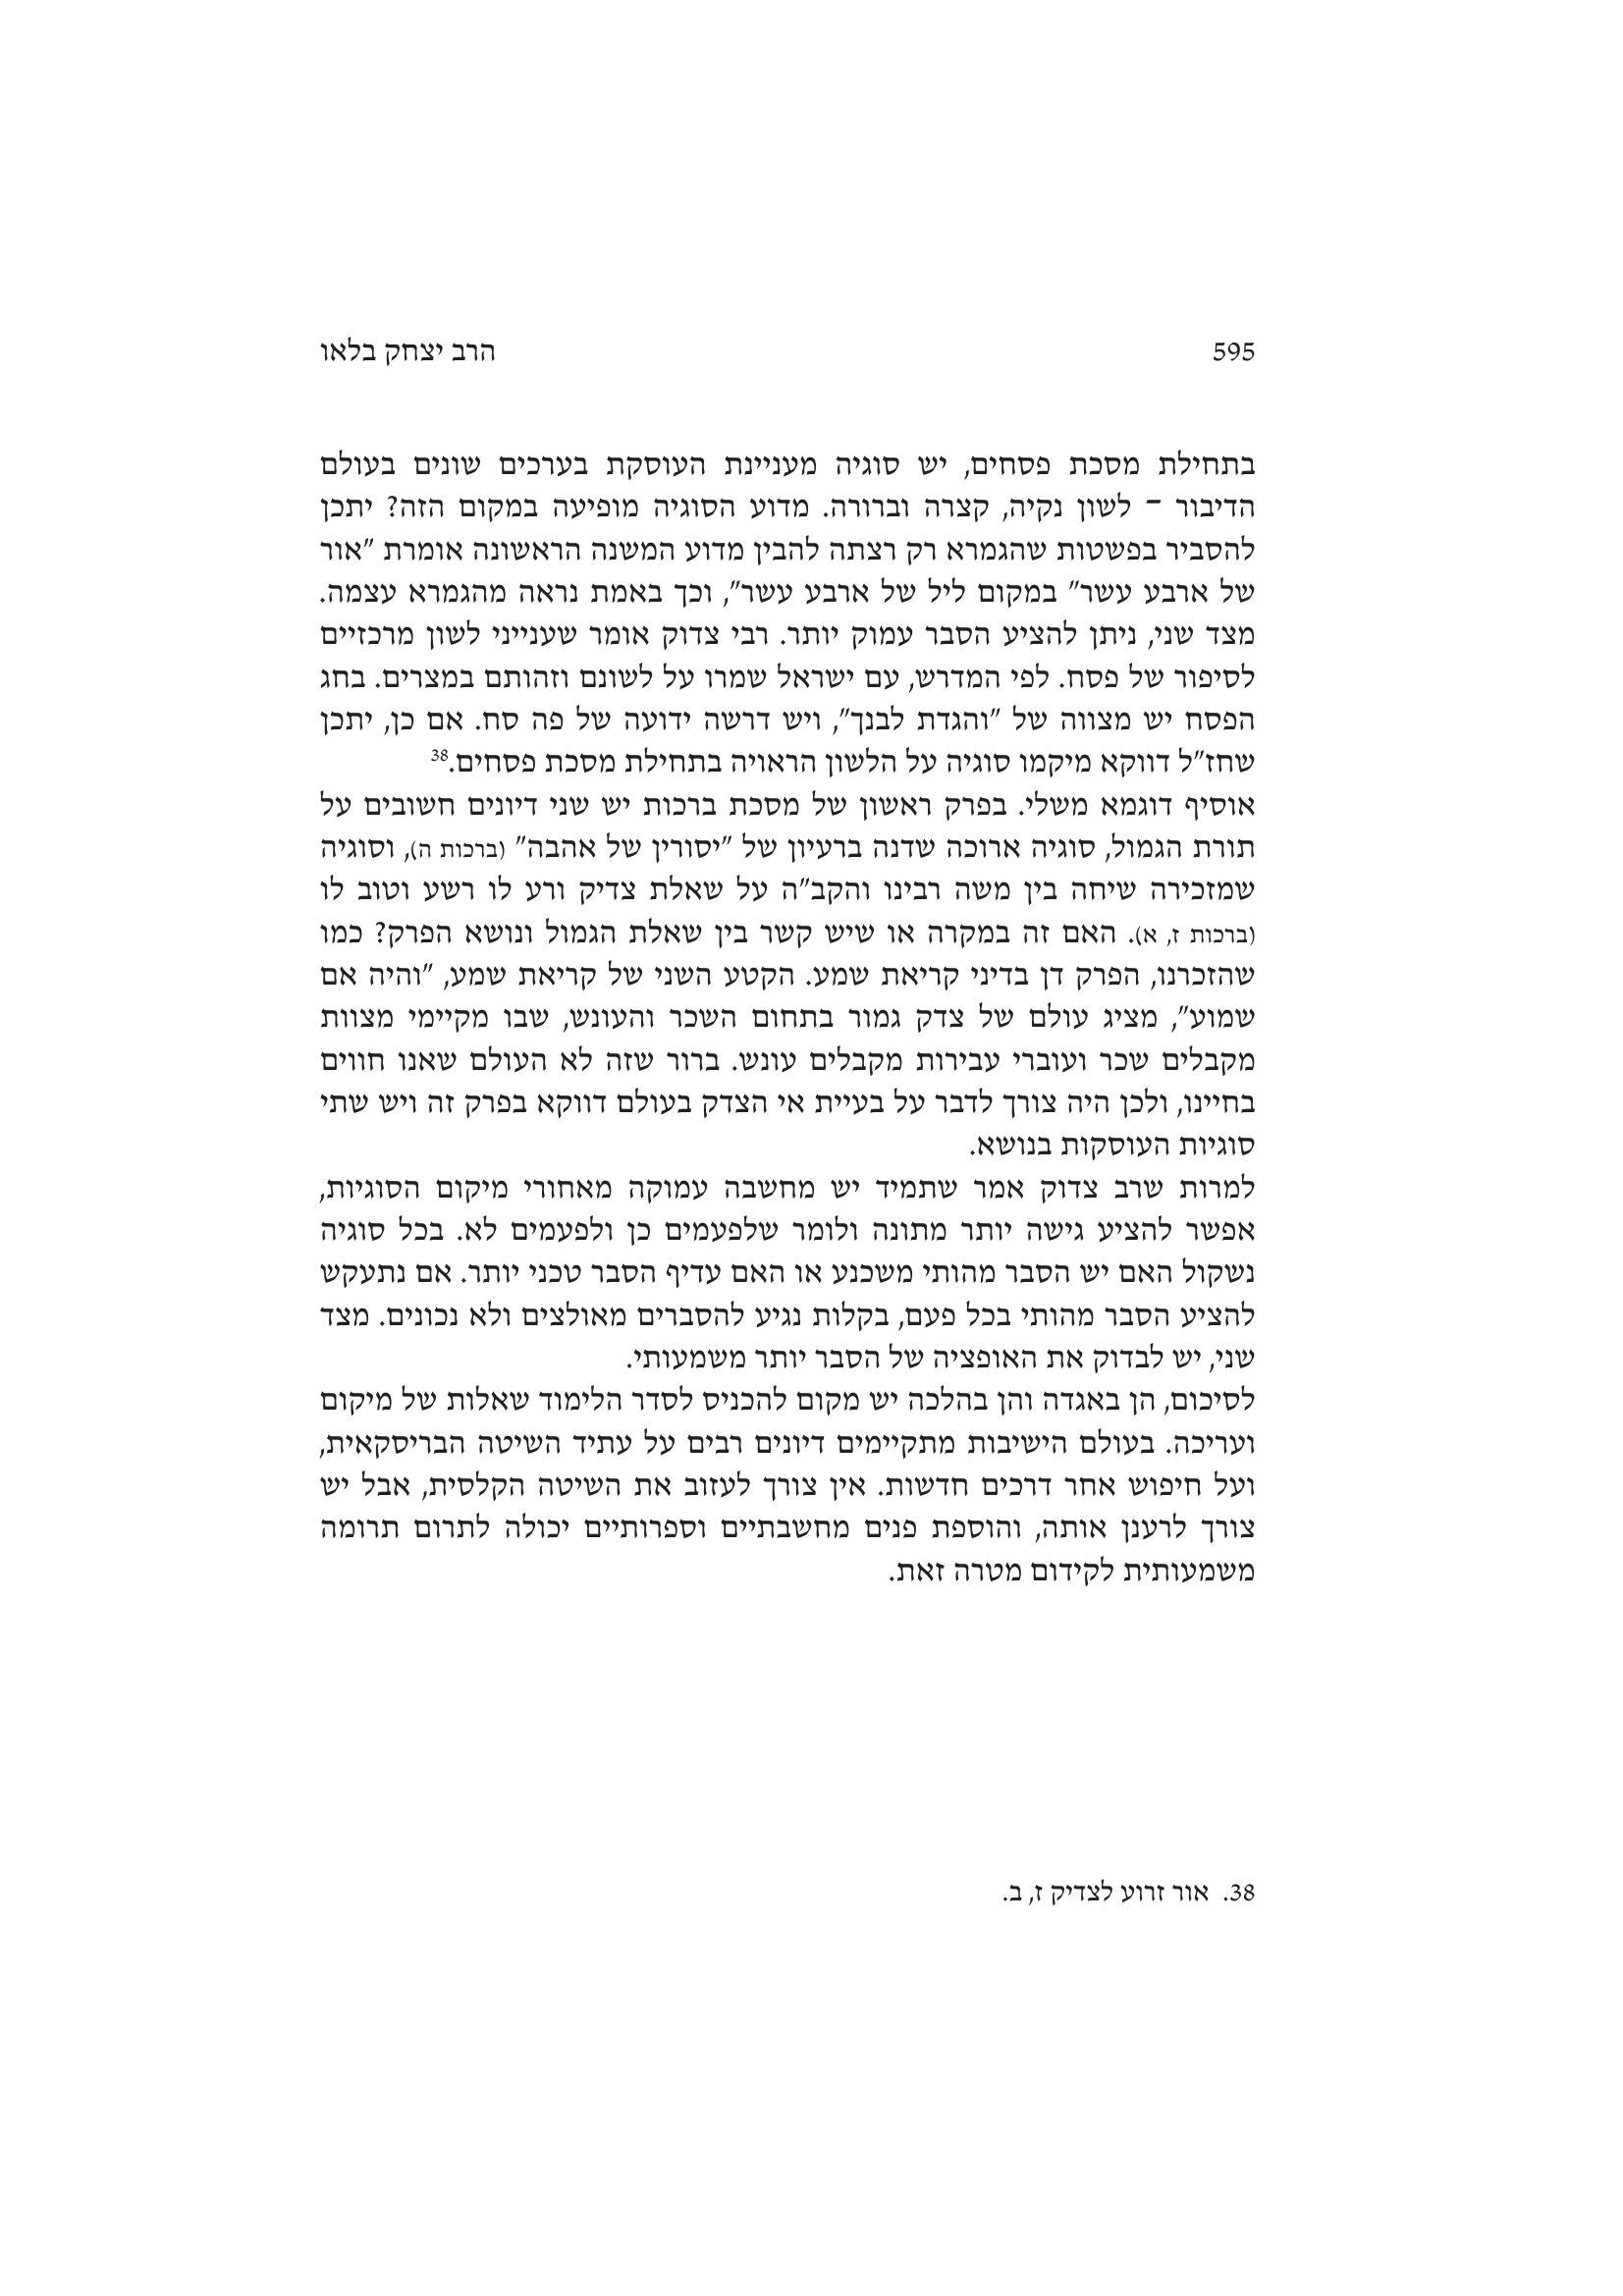 595 הרב יצחק בלאו
בתחילת מסכת פסחים, יש סוגיה מעניינת העוסקת בערכים שונים בעולם
הדיבור – לשון נקיה, קצרה וברורה. מדוע הסוגיה מופיעה במקום הזה? יתכן
להסביר בפשטות שהגמרא רק רצתה להבין מדוע המשנה הראשונה אומרת "אור
של ארבע עשר" במקום ליל של ארבע עשר", וכך באמת נראה מהגמרא עצמה.
מצד שני, ניתן להציע הסבר עמוק יותר. רבי צדוק אומר שענייני לשון מרכזיים
לסיפור של פסח. לפי המדרש, עם ישראל שמרו על לשונם וזהותם במצרים. בחג
הפסח יש מצווה של "והגדת לבנך", ויש דרשה ידועה של פה סח. אם כן, יתכן
שחז"ל דווקא מיקמו סוגיה על הלשון הראויה בתחילת מסכת פסחים.38
אוסיף דוגמא משלי. בפרק ראשון של מסכת ברכות יש שני דיונים חשובים על
תורת הגמול, סוגיה ארוכה שדנה ברעיון של "יסורין של אהבה" (ברכות ה), וסוגיה
שמזכירה שיחה בין משה רבינו והקב"ה על שאלת צדיק ורע לו רשע וטוב לו
(ברכות ז, א). האם זה במקרה או שיש קשר בין שאלת הגמול ונושא הפרק? כמו
שהזכרנו, הפרק דן בדיני קריאת שמע. הקטע השני של קריאת שמע, "והיה אם
שמוע", מציג עולם של צדק גמור בתחום השכר והעונש, שבו מקיימי מצוות
מקבלים שכר ועוברי עבירות מקבלים עונש. ברור שזה לא העולם שאנו חווים
בחיינו, ולכן היה צורך לדבר על בעיית אי הצדק בעולם דווקא בפרק זה ויש שתי
סוגיות העוסקות בנושא.
למרות שרב צדוק אמר שתמיד יש מחשבה עמוקה מאחורי מיקום הסוגיות,
אפשר להציע גישה יותר מתונה ולומר שלפעמים כן ולפעמים לא. בכל סוגיה
נשקול האם יש הסבר מהותי משכנע או האם עדיף הסבר טכני יותר. אם נתעקש
להציע הסבר מהותי בכל פעם, בקלות נגיע להסברים מאולצים ולא נכונים. מצד
שני, יש לבדוק את האופציה של הסבר יותר משמעותי.
לסיכום, הן באגדה והן בהלכה יש מקום להכניס לסדר הלימוד שאלות של מיקום
ועריכה. בעולם הישיבות מתקיימים דיונים רבים על עתיד השיטה הבריסקאית,
ועל חיפוש אחר דרכים חדשות. אין צורך לעזוב את השיטה הקלסית, אבל יש
צורך לרענן אותה, והוספת פנים מחשבתיים וספרותיים יכולה לתרום תרומה
משמעותית לקידום מטרה זאת.
38. אור זרוע לצדיק ז, ב.